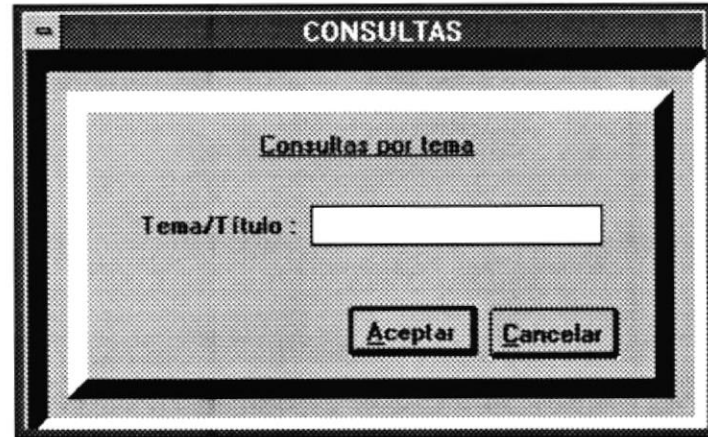 CONSULTAS
Consultas por tema
Tema/Título :
Aceptar Cancelar